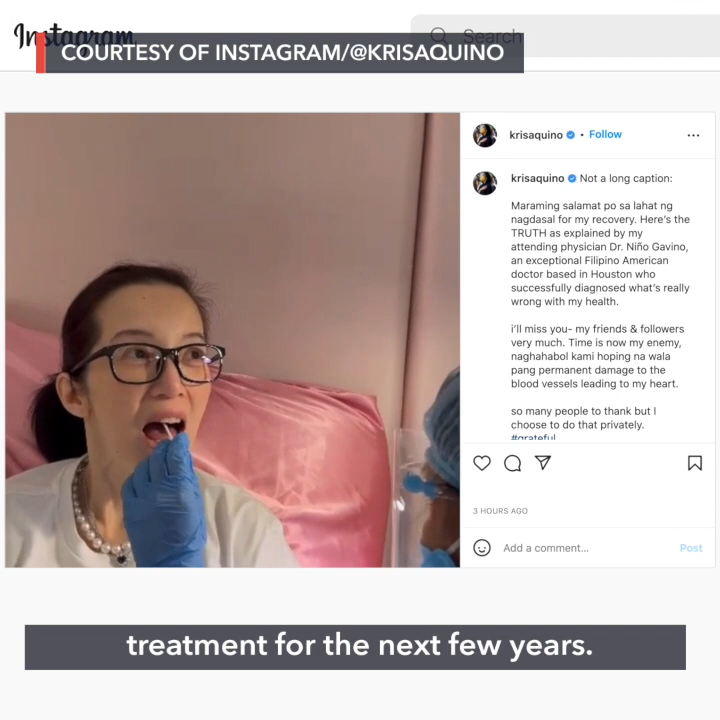 Instagram
Search
COURTESY OF INSTAGRAM/@KRISAQUINO
krisaquino • Follow
krisaquino Not a long caption:
Maraming salamat po sa lahat ng
nagdasal for my recovery. Here's the
TRUTH as explained by my
attending physician Dr. Niño Gavino,
an exceptional Filipino American
doctor based in Houston who
successfully diagnosed what's really
wrong with my health.
i'll miss you- my friends & followers
very much. Time is now my enemy,
naghahabol kami hoping na wala
pang permanent damage to the
blood vessels leading to my heart.
so many people to thank but I
choose to do that privately.
#grateful
3 HOURS AGO
Add a comment...
Post
treatment for the next few years.